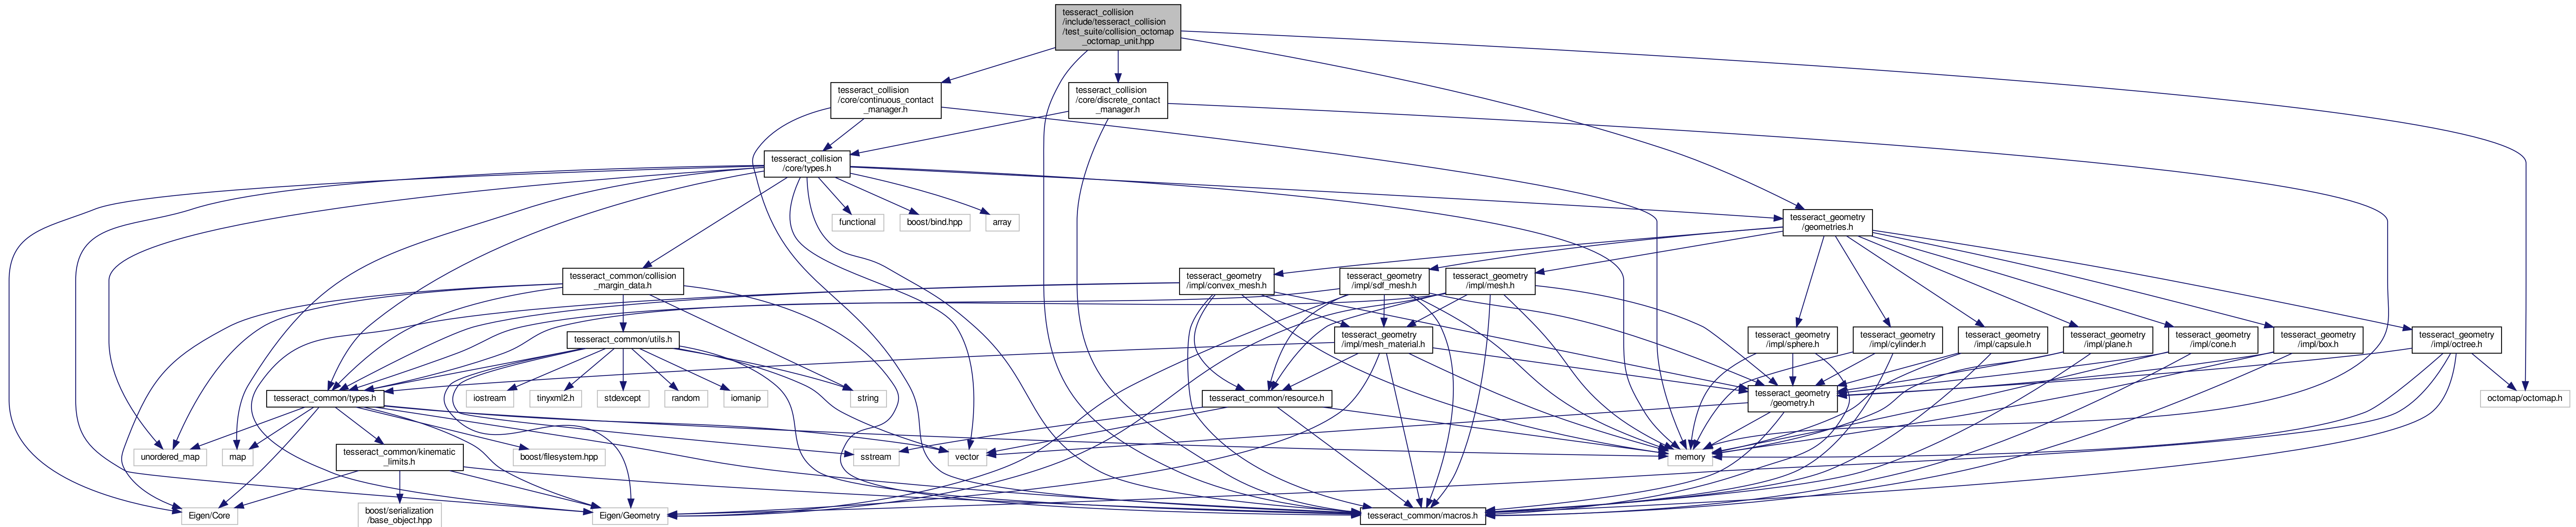 tesseract_collision
/include/tesseract_collision
/test_suite/collision_octomap
_octomap_unit.hpp
tesseract_collision
/core/continuous_contact
_manager.h
tesseract_collision
/core/discrete_contact
_manager.h
tesseract_collision
/core/types.h
functional
boost/bind.hpp
array
tesseract_geometry
/geometries.h
tesseract_common/collision
_margin_data.h
tesseract_geometry
/impl/convex_mesh.h
tesseract_geometry
/impl/sdf_mesh.h
tesseract_geometry
/impl/mesh.h
tesseract_common/utils.h
tesseract_geometry
/impl/mesh_material.h
tesseract_geometry
/impl/sphere.h
tesseract_geometry
/impl/cylinder.h
tesseract_geometry
/impl/capsule.h
tesseract_geometry
/impl/plane.h
tesseract_geometry
/impl/cone.h
tesseract_geometry
/impl/box.h
tesseract_geometry
/impl/octree.h
tesseract_common/types.h
iostream
tinyxml2.h
stdexcept
random
iomanip
string
tesseract_common/resource.h
tesseract_geometry
/geometry.h
octomap/octomap.h
unordered_map
map
tesseract_common/kinematic
_limits.h
boost/filesystem.hpp
sstream
vector
memory
Eigen/Core
boost/serialization
/base_object.hpp
Eigen/Geometry
tesseract_common/macros.h